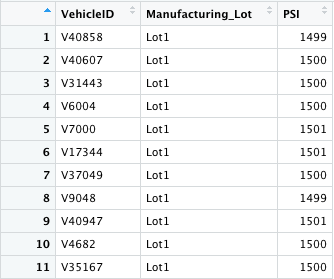 VehicleID Manufacturing_Lot PSI
1 V40858 Lot1 1499
2 V40607 Lot1 1500
3 V31443 Lot1 1500
4 V6004 Lot1 1500
5 V7000 Lot1 1501
6 V17344 Lot1 1501
7 V37049 Lot1 1500
8 V9048 Lot1 1499
9 V40947 Lot1 1501
10 V4682 Lot1 1500
11 V35167 Lot1 1500